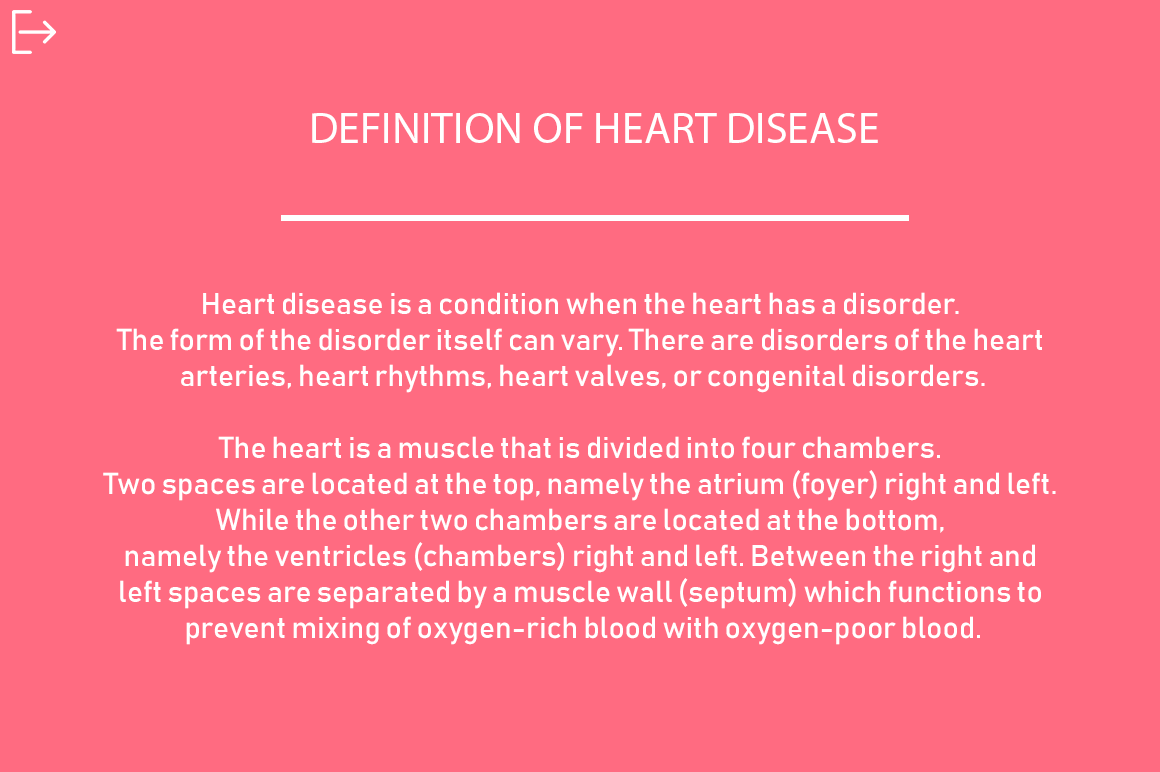 DEFINITION OF HEART DISEASE
Heart disease is a condition when the heart has a disorder.
The form of the disorder itself can vary. There are disorders of the heart
arteries, heart rhythms, heart valves, or congenital disorders.
The heart is a muscle that is divided into four chambers.
Two spaces are located at the top, namely the atrium (foyer) right and left.
While the other two chambers are located at the bottom,
namely the ventricles (chambers) right and left. Between the right and
left spaces are separated by a muscle wall (septum) which functions to
prevent mixing of oxygen-rich blood with oxygen-poor blood.